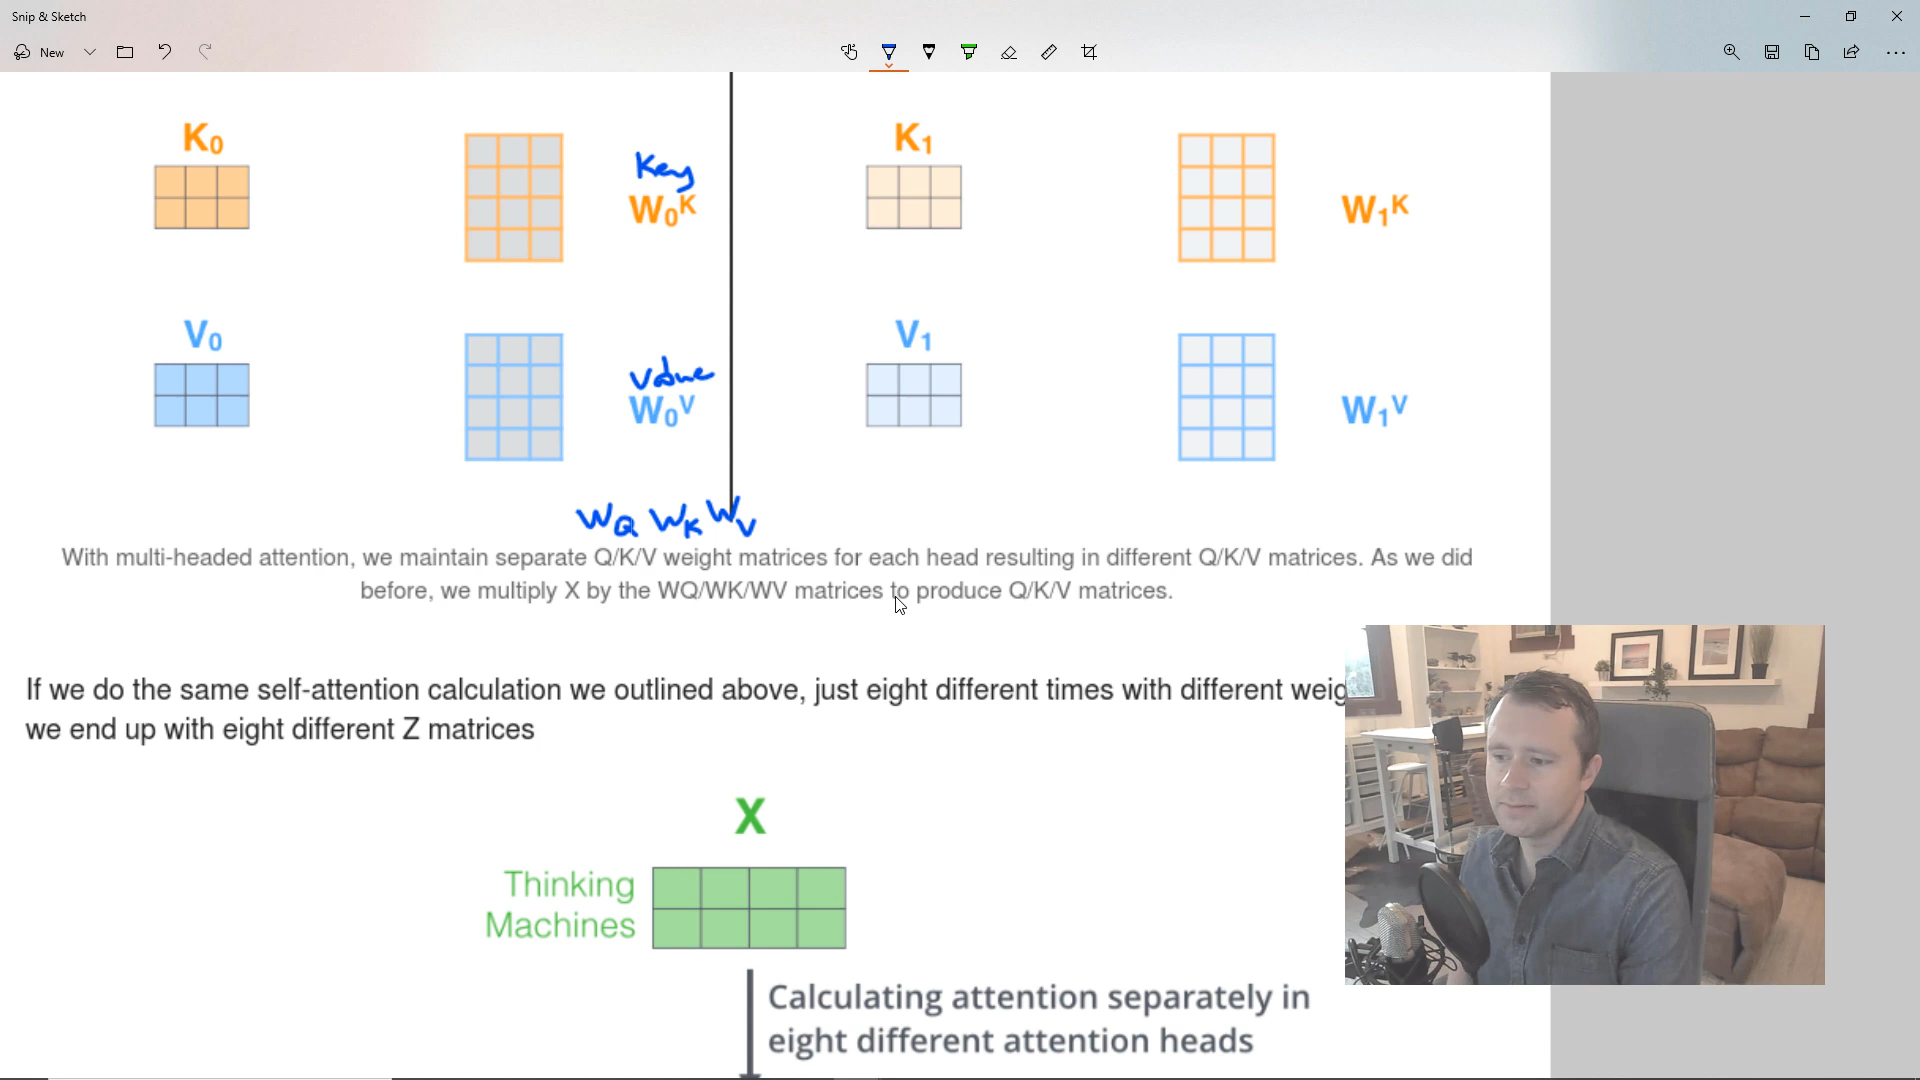 Snip & Sketch
New
K₀
Key
W₀ᴷ
K₁
W₁ᴷ
V₀
Value
W₀ⱽ
V₁
W₁ⱽ
WQ WK WV
With multi-headed attention, we maintain separate Q/K/V weight matrices for each head resulting in different Q/K/V matrices. As we did
before, we multiply X by the WQ/WK/WV matrices to produce Q/K/V matrices.
If we do the same self-attention calculation we outlined above, just eight different times with different
we end up with eight different Z matrices
X
Thinking
Machines
Calculating attention separately in
eight different attention heads